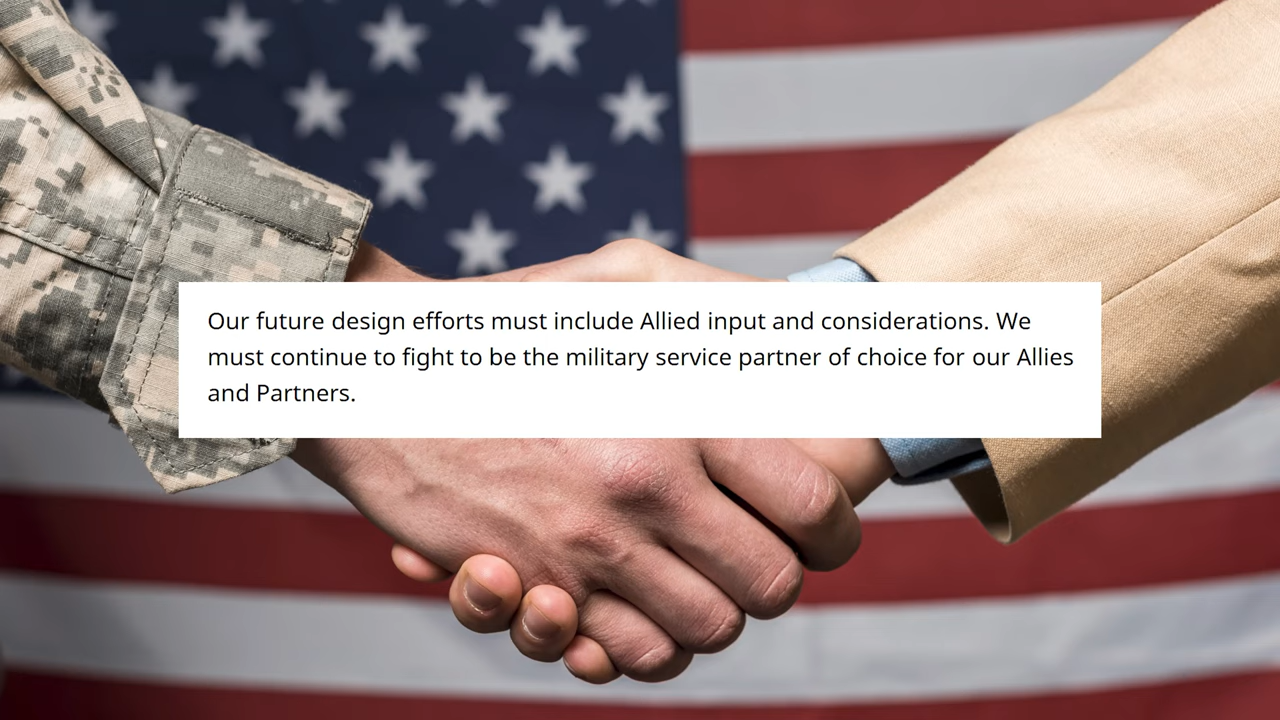 Our future design efforts must include Allied input and considerations. We
must continue to fight to be the military service partner of choice for our Allies
and Partners.